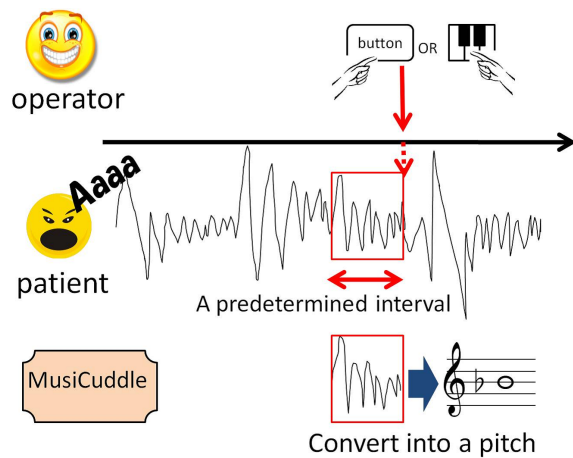 button
OR
operator
Aaaa
patient
A predetermined interval
MusiCuddle
Convert into a pitch